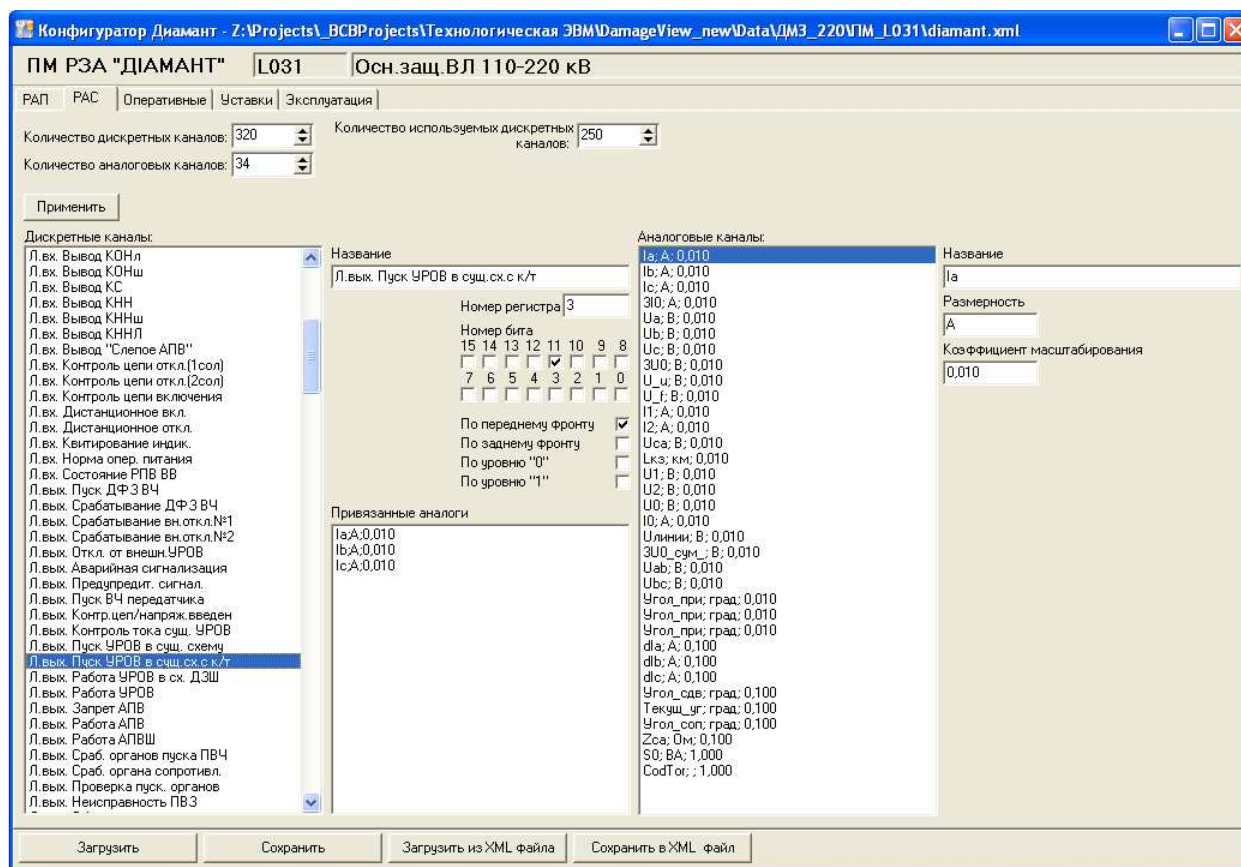 Конфигуратор Диамант - Z:\Projects\_BCBProjects\Технологическая ЭВМ\DamageView_new\Data\ДМЗ_220\ПМ_L031\diamant.xml
ПМ РЗА "ДІАМАНТ" L031 Осн.защ.ВЛ 110-220 кВ
РАП РАС Оперативные Уставки Эксплуатация
Количество дискретных каналов: 320
Количество используемых дискретных каналов: 250
Количество аналоговых каналов: 34
Применить
Дискретные каналы:
Л.вх. Вывод КОНл
Л.вх. Вывод КОНш
Л.вх. Вывод КС
Л.вх. Вывод КНН
Л.вх. Вывод КННш
Л.вх. Вывод КННЛ
Л.вх. Вывод "Слепое АПВ"
Л.вх. Контроль цепи откл.(1сол)
Л.вх. Контроль цепи откл.(2сол)
Л.вх. Контроль цепи включения
Л.вх. Дистанционное вкл.
Л.вх. Дистанционное откл.
Л.вх. Квитирование индик.
Л.вх. Норма опер. питания
Л.вх. Состояние РПВ ВВ
Л.вых. Пуск ДФЗ ВЧ
Л.вых. Срабатывание ДФЗ ВЧ
Л.вых. Срабатывание вн.откл.№1
Л.вых. Срабатывание вн.откл.№2
Л.вых. Откл. от внешн.УРОВ
Л.вых. Аварийная сигнализация
Л.вых. Предупредит. сигнал.
Л.вых. Пуск ВЧ передатчика
Л.вых. Контр.цеп/напряж.введен
Л.вых. Контроль тока сущ. УРОВ
Л.вых. Пуск УРОВ в сущ. схему
Л.вых. Пуск УРОВ в сущ.сх.с к/т
Л.вых. Работа УРОВ в сх. ДЗШ
Л.вых. Работа УРОВ
Л.вых. Запрет АПВ
Л.вых. Работа АПВ
Л.вых. Работа АПВШ
Л.вых. Сраб. органов пуска ПВЧ
Л.вых. Сраб. органа сопротивл.
Л.вых. Проверка пуск. органов
Л.вых. Неисправность ПВЗ
Название
Л.вых. Пуск УРОВ в сущ.сх.с к/т
Номер регистра 3
Номер бита
15 14 13 12 11 10 9 8
7 6 5 4 3 2 1 0
По переднему фронту
По заднему фронту
По уровню "0"
По уровню "1"
Привязанные аналоги
Ia;A;0,010
Ib;A;0,010
Ic;A;0,010
Аналоговые каналы:
Ia; A; 0,010
Ib; A; 0,010
Ic; A; 0,010
3I0; A; 0,010
Ua; B; 0,010
Ub; B; 0,010
Uc; B; 0,010
3U0; B; 0,010
U_u; B; 0,010
U_f; B; 0,010
I1; A; 0,010
I2; A; 0,010
Uca; B; 0,010
Lкз; км; 0,010
U1; B; 0,010
U2; B; 0,010
U0; B; 0,010
I0; A; 0,010
Uлинии; B; 0,010
3U0_сум_; B; 0,010
Uab; B; 0,010
Ubc; B; 0,010
Угол_при; град; 0,010
Угол_при; град; 0,010
Угол_при; град; 0,010
dIa; A; 0,100
dIb; A; 0,100
dIc; A; 0,100
Угол_сдв; град; 0,100
Текущ_уг; град; 0,100
Угол_соп; град; 0,100
Zca; Ом; 0,100
S0; BA; 1,000
CodTor; ; 1,000
Название
Ia
Размерность
A
Коэффициент масштабирования
0,010
Загрузить Сохранить Загрузить из XML файла Сохранить в XML файл